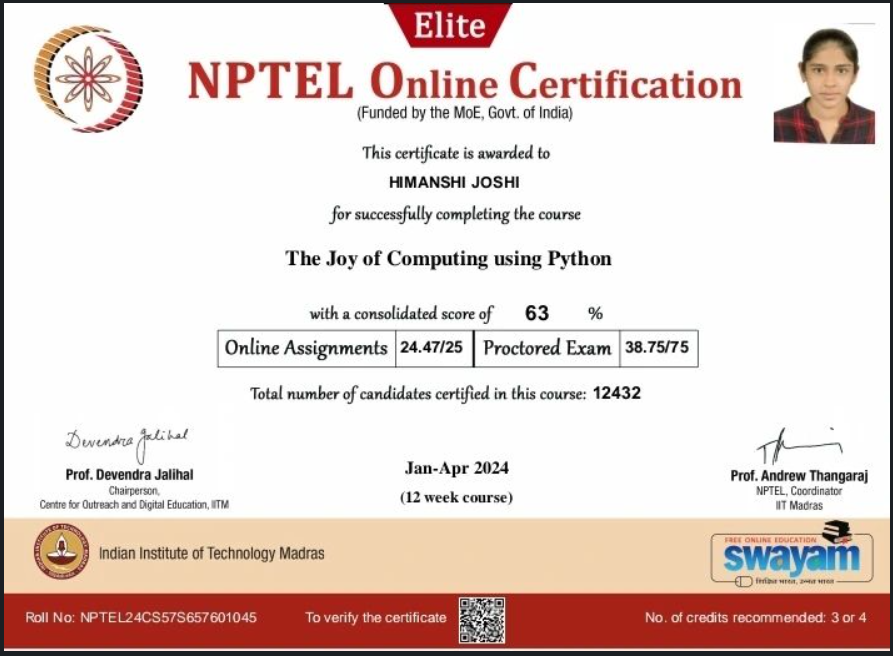 Elite
NPTEL Online Certification
(Funded by the MoE, Govt. of India)
This certificate is awarded to
HIMANSHI JOSHI
for successfully completing the course
The Joy of Computing using Python
with a consolidated score of 63 %
Online Assignments 24.47/25 Proctored Exam 38.75/75
Total number of candidates certified in this course: 12432
Devendra Jalihal
Prof. Devendra Jalihal
Chairperson,
Centre for Outreach and Digital Education, IITM
Jan-Apr 2024
(12 week course)
Prof. Andrew Thangaraj
NPTEL, Coordinator
IIT Madras
Indian Institute of Technology Madras
FREE ONLINE EDUCATION
swayam
शिक्षित भारत, उन्नत भारत
Roll No: NPTEL24CS57S657601045
To verify the certificate
No. of credits recommended: 3 or 4